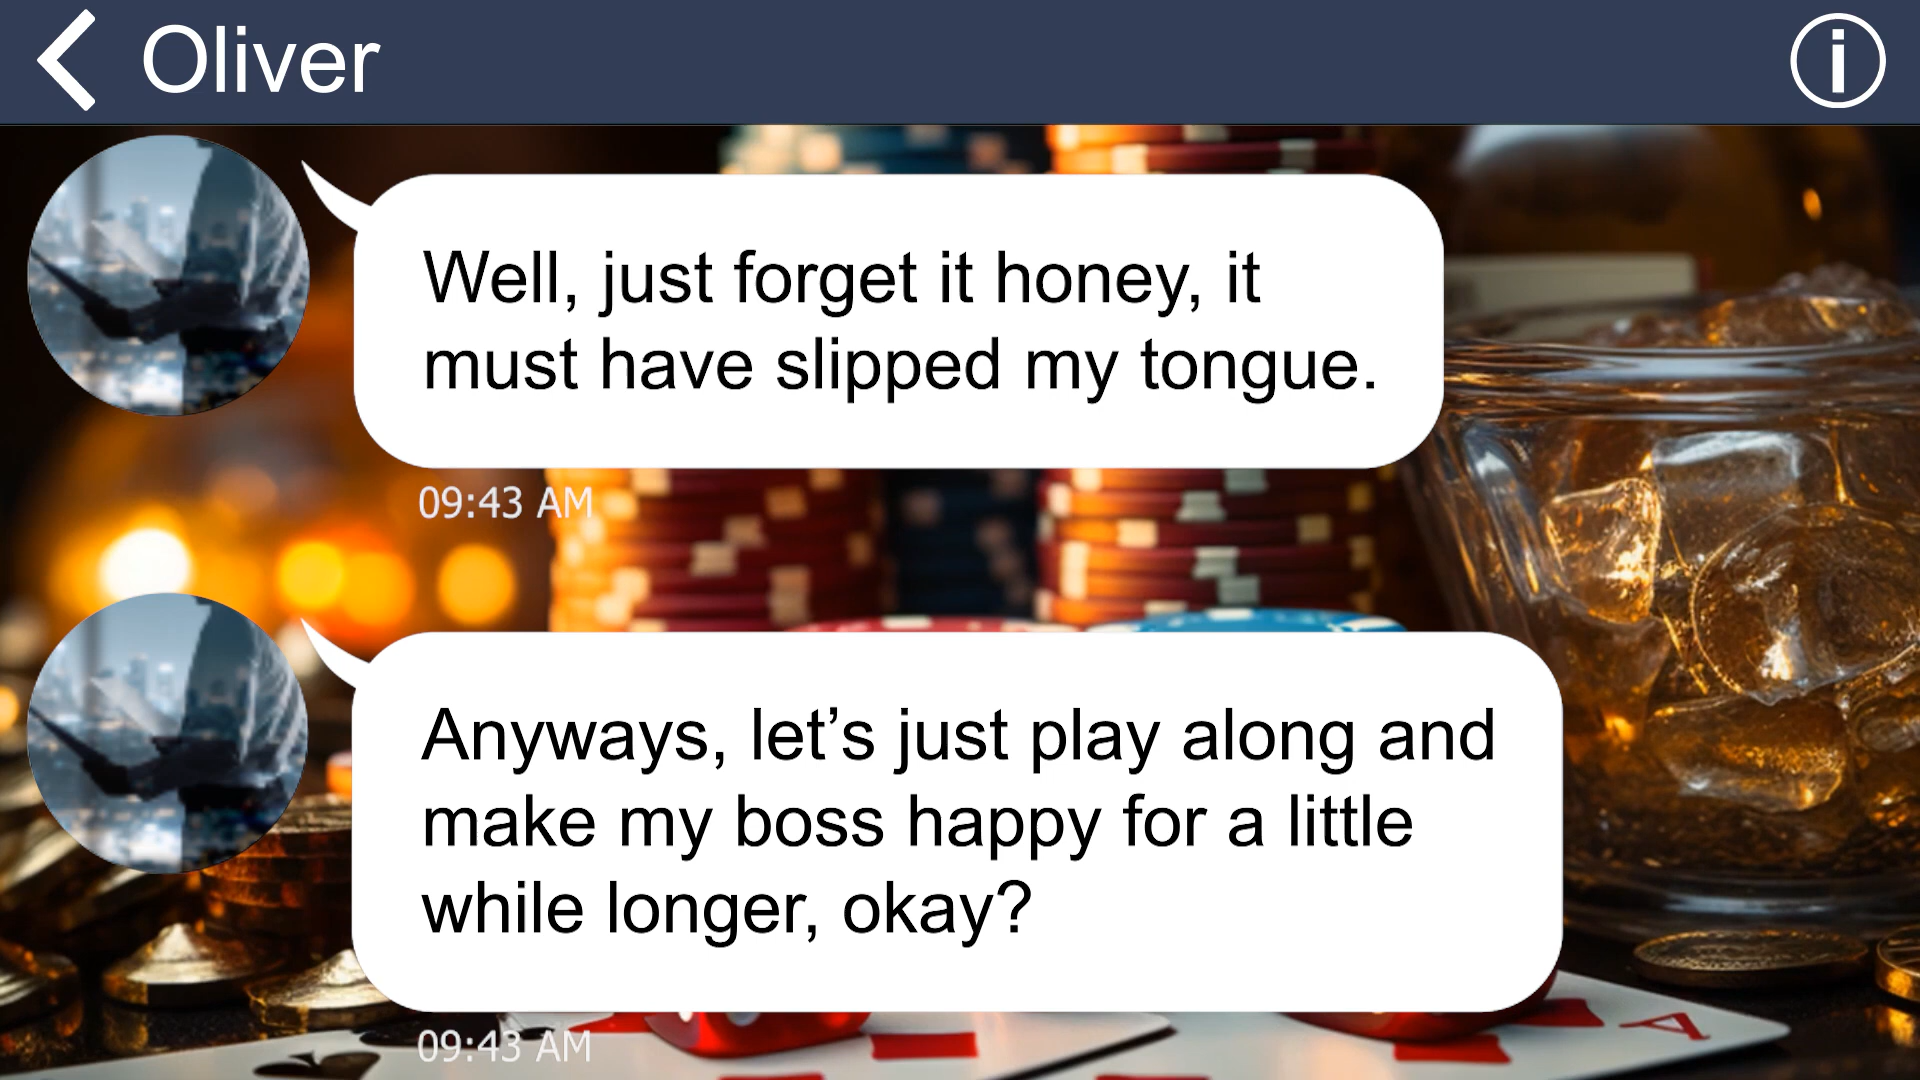 Oliver
Well, just forget it honey, it
must have slipped my tongue.
09:43 AM
Anyways, let’s just play along and
make my boss happy for a little
while longer, okay?
09:43 AM
A